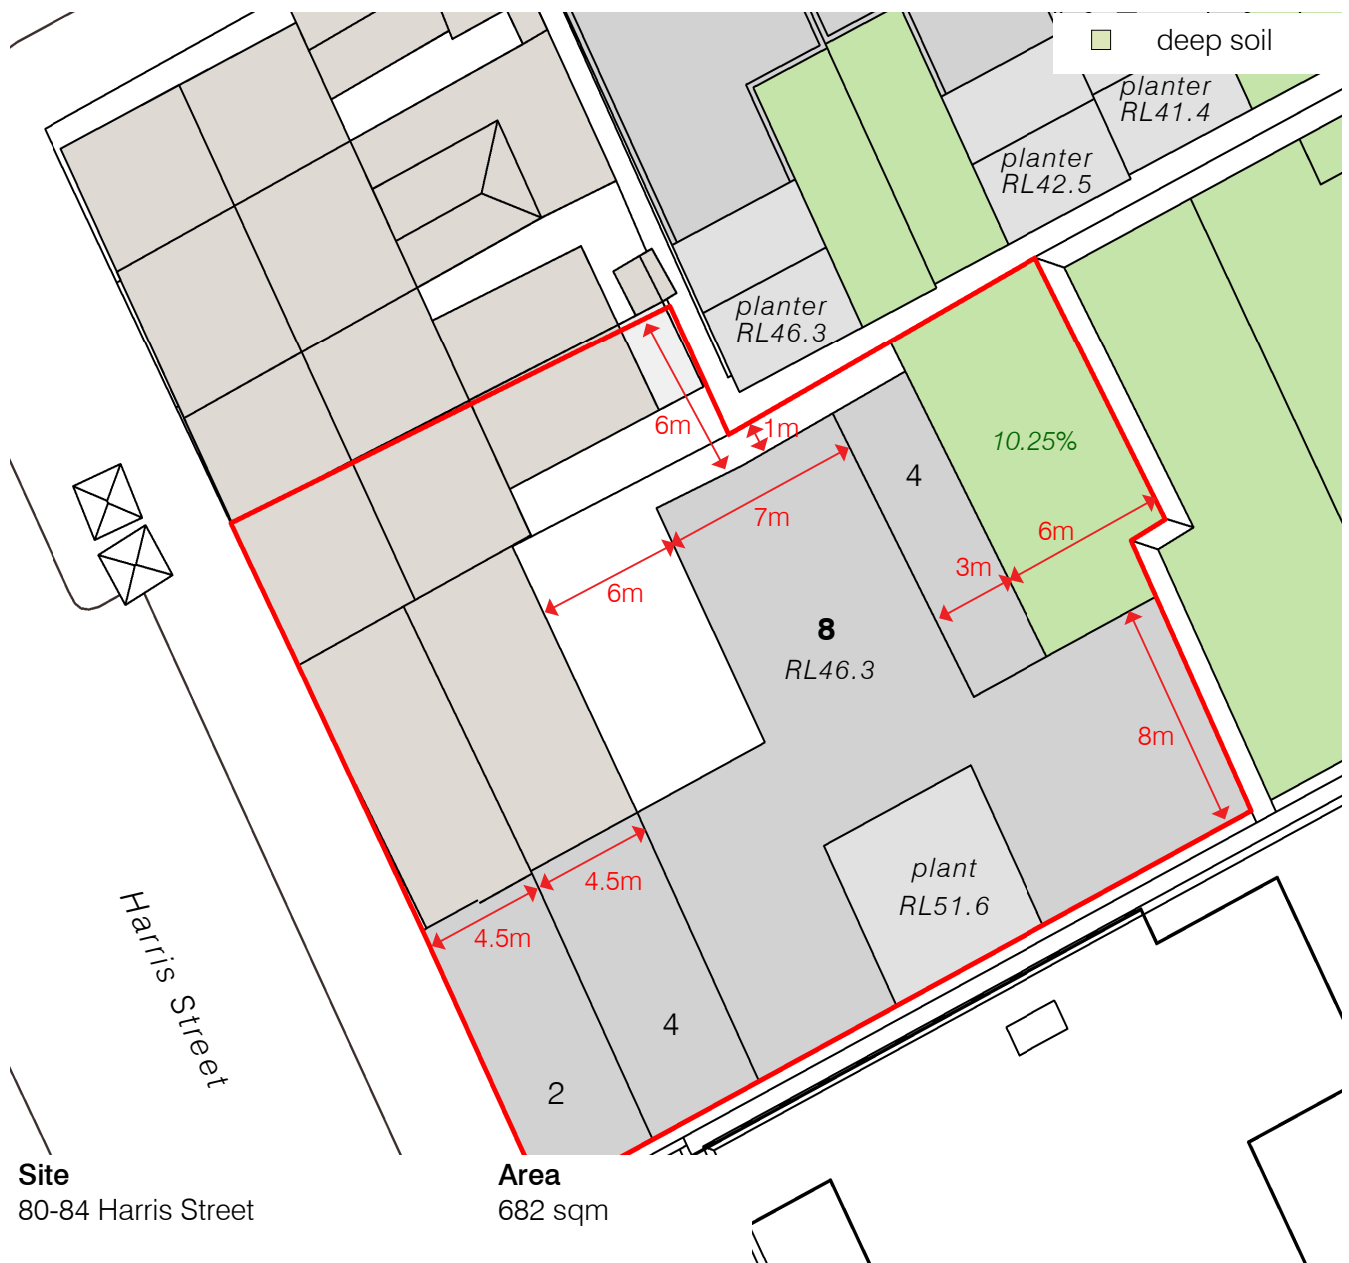 deep soil
planter
RL41.4
planter
RL42.5
planter
RL46.3
6m
1m
10.25%
4
7m
6m
3m
6m
8
RL46.3
8m
4.5m
plant
RL51.6
4.5m
Harris Street
4
2
Site
80-84 Harris Street
Area
682 sqm